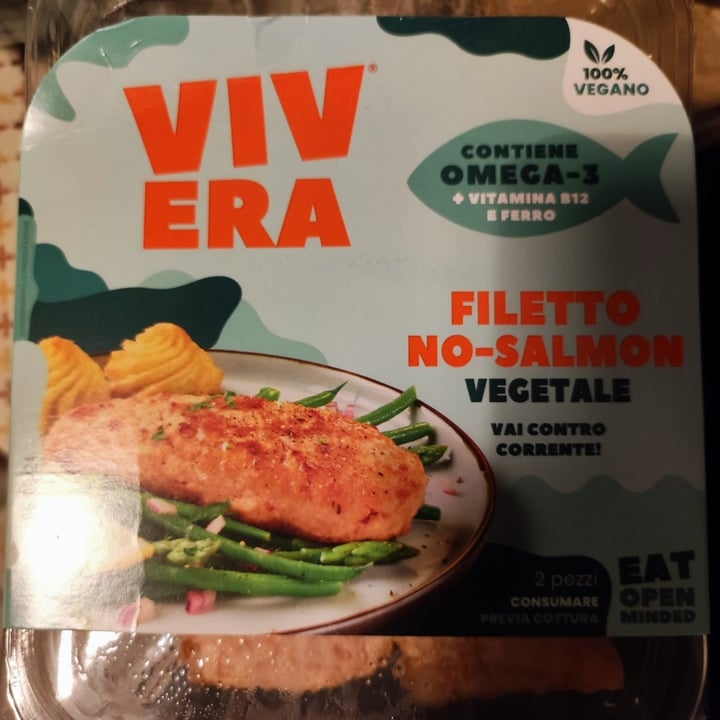 VIV
ERA®
100%
VEGANO
CONTIENE
OMEGA-3
+ VITAMINA B12
E FERRO
FILETTO
NO-SALMON
VEGETALE
VAI CONTRO
CORRENTE!
2 pezzi
CONSUMARE
PREVIA COTTURA
EAT
OPEN
MINDED